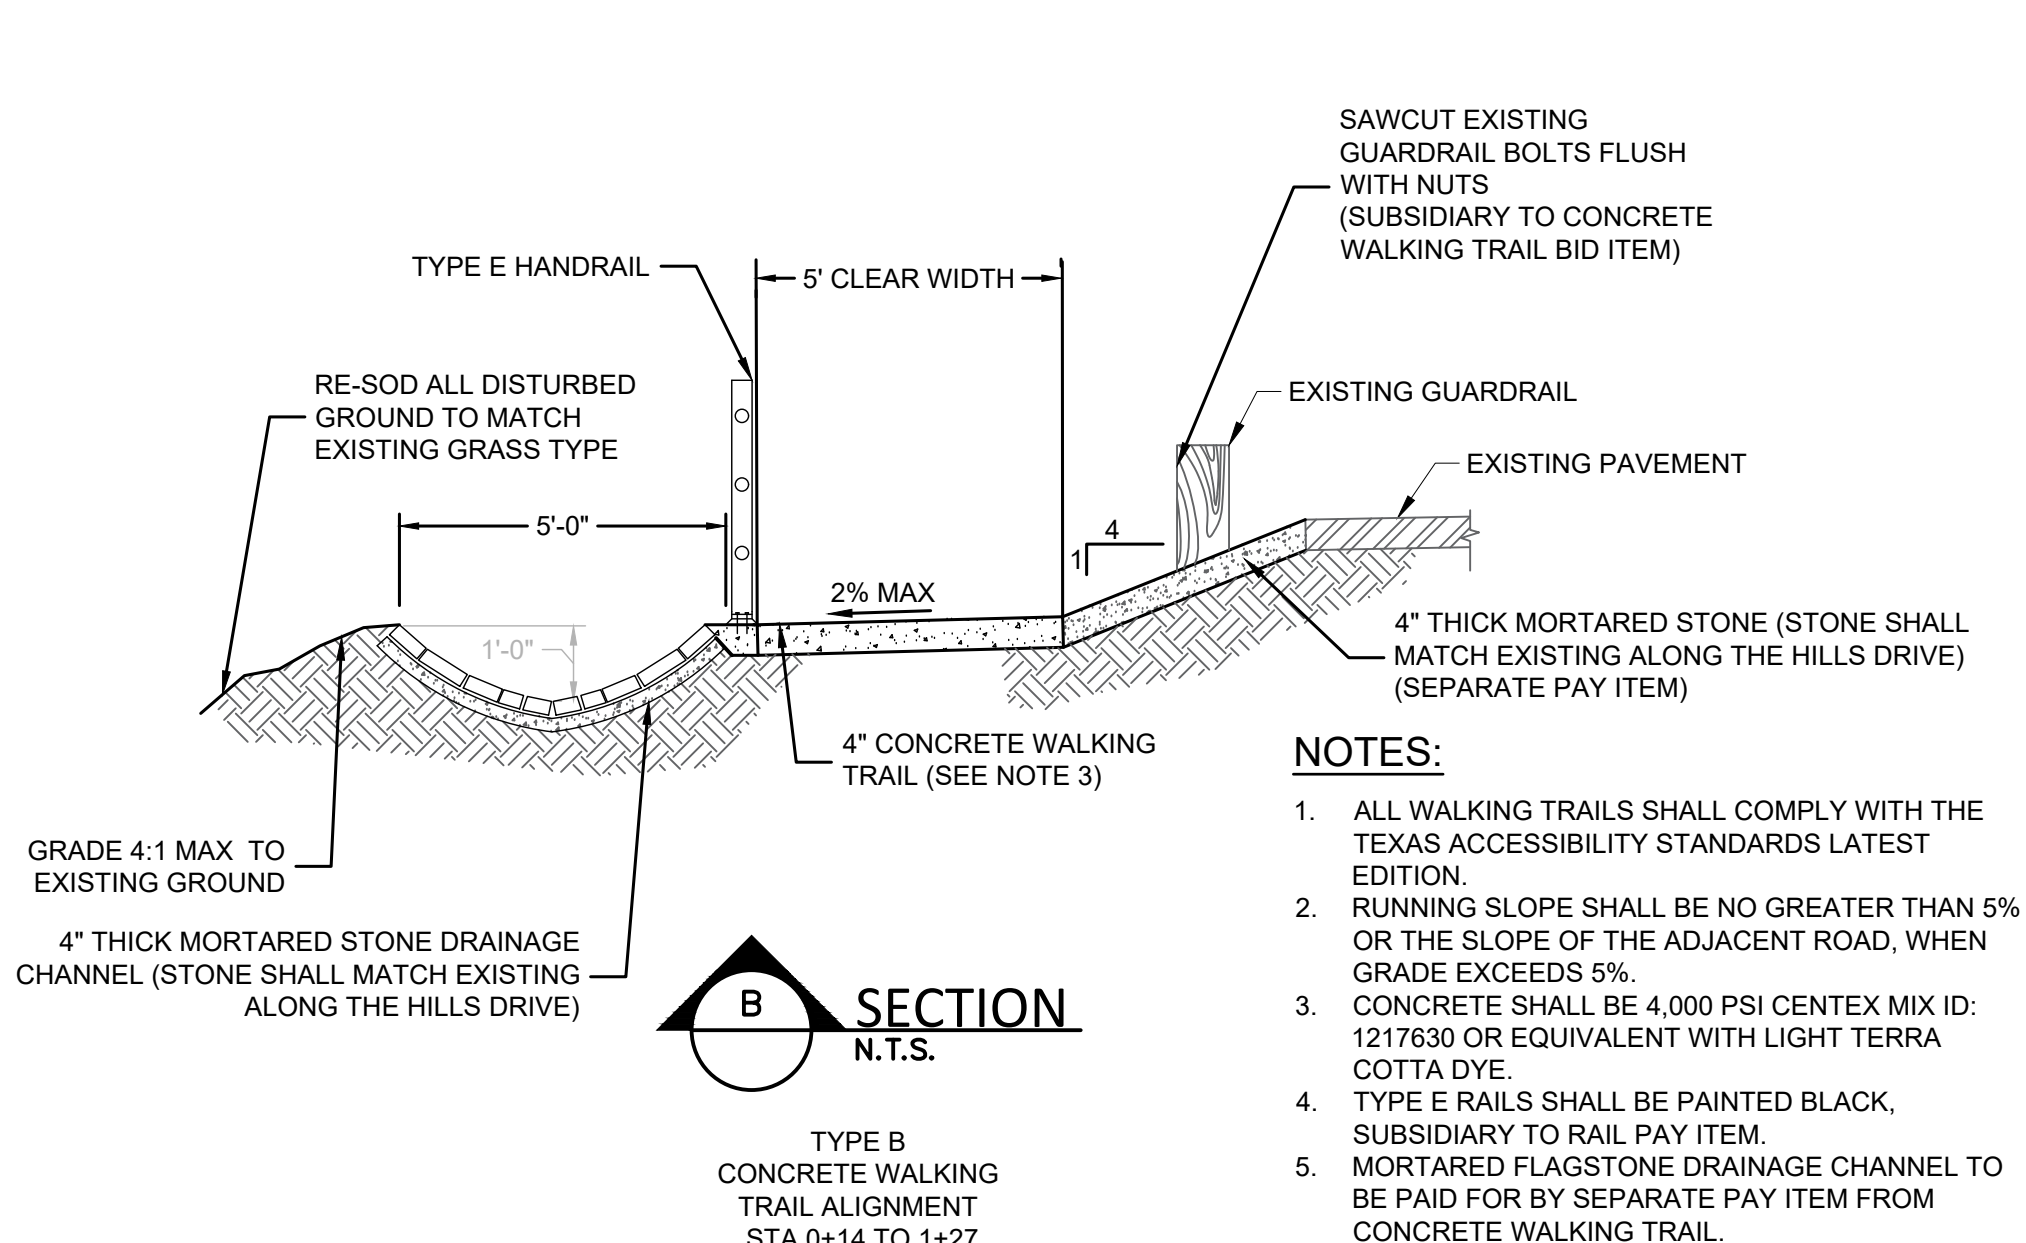 SAWCUT EXISTING
GUARDRAIL BOLTS FLUSH
WITH NUTS
(SUBSIDIARY TO CONCRETE
WALKING TRAIL BID ITEM)
TYPE E HANDRAIL
5' CLEAR WIDTH
RE-SOD ALL DISTURBED
GROUND TO MATCH
EXISTING GRASS TYPE
EXISTING GUARDRAIL
EXISTING PAVEMENT
5'-0"
4
1
2% MAX
1'-0"
4" THICK MORTARED STONE (STONE SHALL
MATCH EXISTING ALONG THE HILLS DRIVE)
(SEPARATE PAY ITEM)
4" CONCRETE WALKING
TRAIL (SEE NOTE 3)
GRADE 4:1 MAX TO
EXISTING GROUND
4" THICK MORTARED STONE DRAINAGE
CHANNEL (STONE SHALL MATCH EXISTING
ALONG THE HILLS DRIVE)
B
SECTION
N.T.S.
TYPE B
CONCRETE WALKING
TRAIL ALIGNMENT
STA 0+14 TO 1+27
NOTES:
1. ALL WALKING TRAILS SHALL COMPLY WITH THE
TEXAS ACCESSIBILITY STANDARDS LATEST
EDITION.
2. RUNNING SLOPE SHALL BE NO GREATER THAN 5%
OR THE SLOPE OF THE ADJACENT ROAD, WHEN
GRADE EXCEEDS 5%.
3. CONCRETE SHALL BE 4,000 PSI CENTEX MIX ID:
1217630 OR EQUIVALENT WITH LIGHT TERRA
COTTA DYE.
4. TYPE E RAILS SHALL BE PAINTED BLACK,
SUBSIDIARY TO RAIL PAY ITEM.
5. MORTARED FLAGSTONE DRAINAGE CHANNEL TO
BE PAID FOR BY SEPARATE PAY ITEM FROM
CONCRETE WALKING TRAIL.